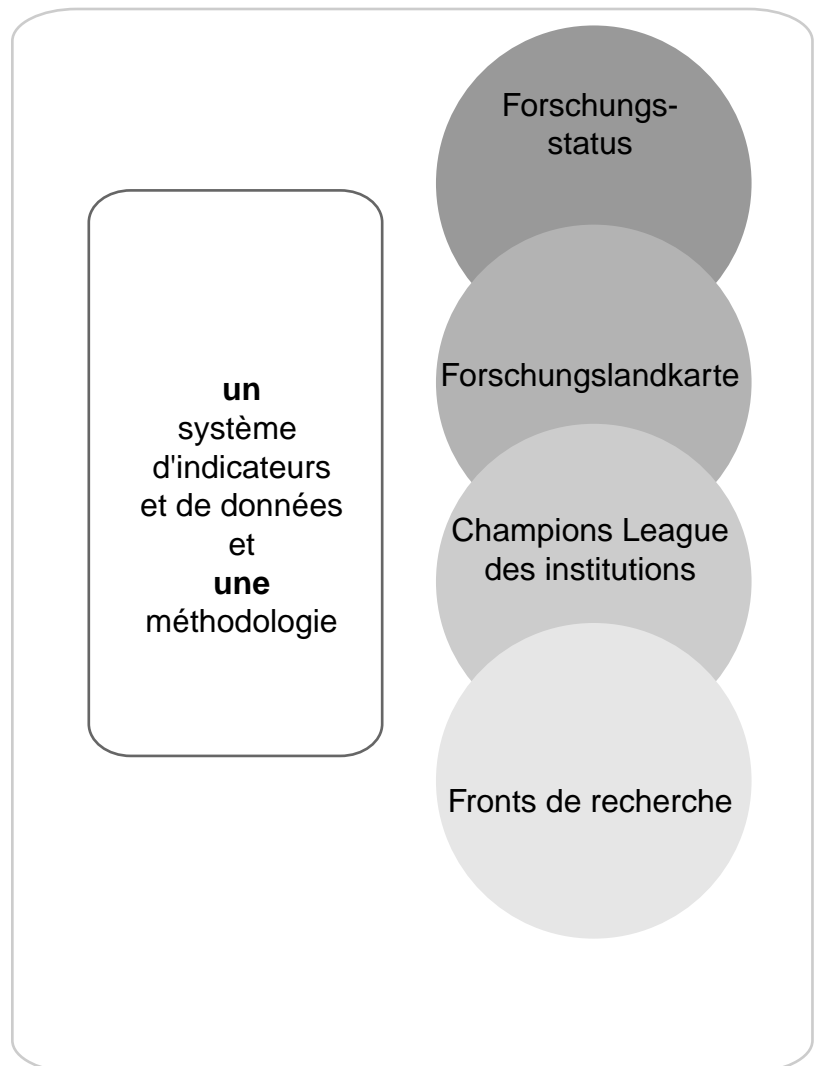 un
système
d'indicateurs
et de données
et
une
méthodologie
Forschungs-
status
Forschungslandkarte
Champions League
des institutions
Fronts de recherche